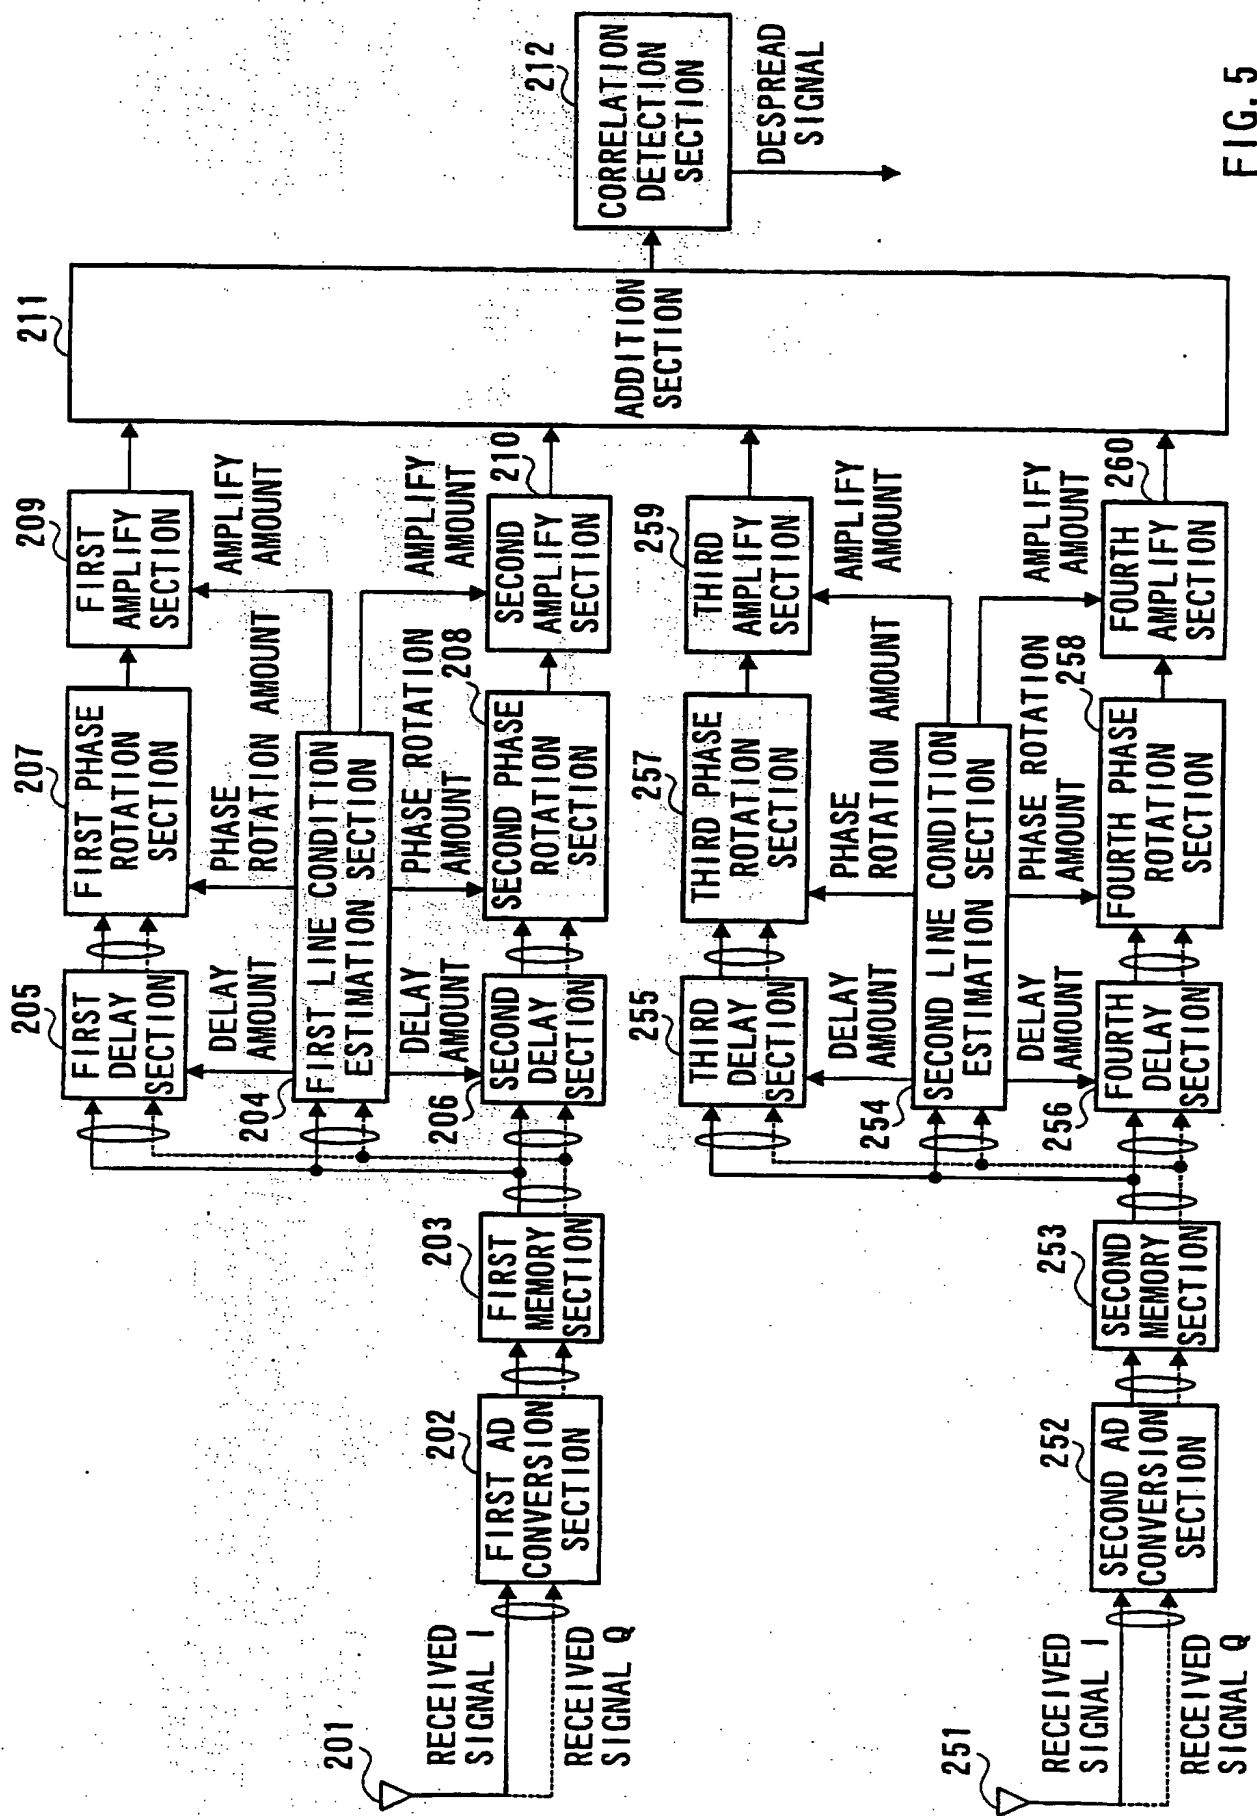 201
RECEIVED
SIGNAL I
RECEIVED
SIGNAL Q
202
FIRST AD
CONVERSION
SECTION
203
FIRST
MEMORY
SECTION
204
FIRST LINE CONDITION
ESTIMATION SECTION
205
FIRST
DELAY
SECTION
DELAY
AMOUNT
DELAY
AMOUNT
206
SECOND
DELAY
SECTION
207
FIRST PHASE
ROTATION
SECTION
PHASE
ROTATION AMOUNT
PHASE ROTATION
AMOUNT
208
SECOND PHASE
ROTATION
SECTION
209
FIRST
AMPLIFY
SECTION
AMPLIFY
AMOUNT
AMPLIFY
AMOUNT
210
SECOND
AMPLIFY
SECTION
251
RECEIVED
SIGNAL I
RECEIVED
SIGNAL Q
252
SECOND AD
CONVERSION
SECTION
253
SECOND
MEMORY
SECTION
254
SECOND LINE CONDITION
ESTIMATION SECTION
255
THIRD
DELAY
SECTION
DELAY
AMOUNT
DELAY
AMOUNT
256
FOURTH
DELAY
SECTION
257
THIRD PHASE
ROTATION
SECTION
PHASE
ROTATION AMOUNT
PHASE ROTATION
AMOUNT
258
FOURTH PHASE
ROTATION
SECTION
259
THIRD
AMPLIFY
SECTION
AMPLIFY
AMOUNT
AMPLIFY
AMOUNT
260
FOURTH
AMPLIFY
SECTION
211
ADDITION
SECTION
212
CORRELATION
DETECTION
SECTION
DESPREAD
SIGNAL
FIG. 5